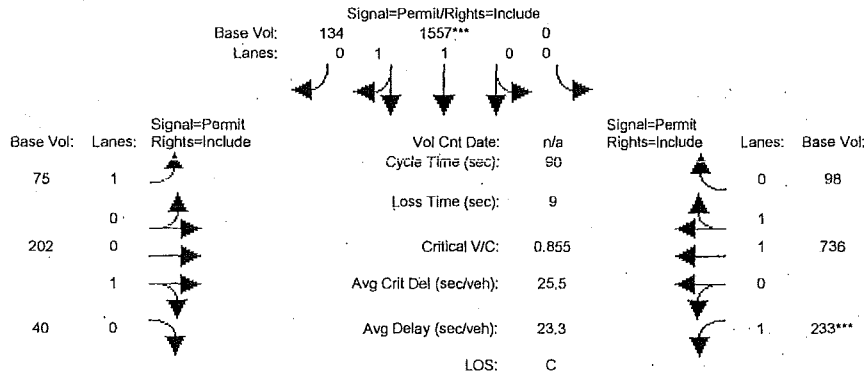 Signal=Permit/Rights=Include
Base Vol: 134 1557*** 0
Lanes: 0 1 1 0 0
Signal=Permit
Base Vol: Lanes: Rights=Include
Vol Cnt Date: n/a
Signal=Permit
Rights=Include Lanes: Base Vol:
75 1
Cycle Time (sec): 90
0 98
0
Loss Time (sec): 9
1
202 0
Critical V/C: 0.855
1 736
1
Avg Crit Del (sec/veh): 25,5
0
40 0
Avg Delay (sec/veh): 23,3
1 233***
LOS: C